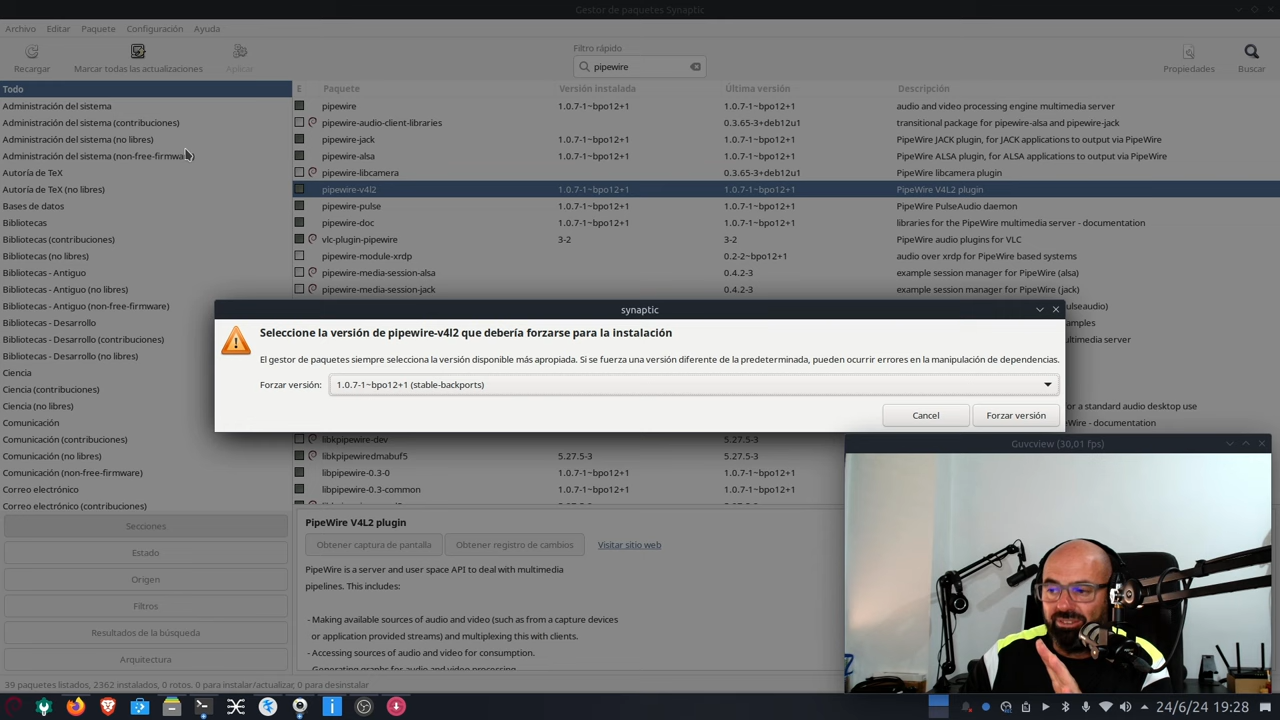 Gestor de paquetes Synaptic
Archivo Editar Paquete Configuración Ayuda
Filtro rápido
Recargar Marcar todas las actualizaciones Aplicar pipewire Propiedades Buscar
Todo
Administración del sistema
Administración del sistema (contribuciones)
Administración del sistema (no libres)
Administración del sistema (non-free-firmware)
Autoría de TeX
Autoría de TeX (no libres)
Bases de datos
Bibliotecas
Bibliotecas (contribuciones)
Bibliotecas (no libres)
Bibliotecas - Antiguo
Bibliotecas - Antiguo (no libres)
Bibliotecas - Antiguo (non-free-firmware)
Bibliotecas - Desarrollo
Bibliotecas - Desarrollo (contribuciones)
Bibliotecas - Desarrollo (no libres)
Ciencia
Ciencia (contribuciones)
Ciencia (no libres)
Comunicación
Comunicación (contribuciones)
Comunicación (no libres)
Comunicación (non-free-firmware)
Correo electrónico
Correo electrónico (contribuciones)
Secciones
Estado
Origen
Filtros
Resultados de la búsqueda
Arquitectura
E Paquete Versión instalada Última versión Descripción
pipewire 1.0.7-1~bpo12+1 1.0.7-1~bpo12+1 audio and video processing engine multimedia server
pipewire-audio-client-libraries 0.3.65-3+deb12u1 transitional package for pipewire-alsa and pipewire-jack
pipewire-jack 1.0.7-1~bpo12+1 1.0.7-1~bpo12+1 PipeWire JACK plugin, for JACK applications to output via PipeWire
pipewire-alsa 1.0.7-1~bpo12+1 1.0.7-1~bpo12+1 PipeWire ALSA plugin, for ALSA applications to output via PipeWire
pipewire-libcamera 0.3.65-3+deb12u1 PipeWire libcamera plugin
pipewire-v4l2 1.0.7-1~bpo12+1 1.0.7-1~bpo12+1 PipeWire V4L2 plugin
pipewire-pulse 1.0.7-1~bpo12+1 1.0.7-1~bpo12+1 PipeWire PulseAudio daemon
pipewire-doc 1.0.7-1~bpo12+1 1.0.7-1~bpo12+1 libraries for the PipeWire multimedia server - documentation
vlc-plugin-pipewire 3-2 3-2 PipeWire audio plugins for VLC
pipewire-module-xrdp 0.2-2~bpo12+1 audio over xrdp for PipeWire based systems
pipewire-media-session-alsa 0.4.2-3 example session manager for PipeWire (alsa)
pipewire-media-session-jack 0.4.2-3 example session manager for PipeWire (jack)
synaptic
Seleccione la versión de pipewire-v4l2 que debería forzarse para la instalación
El gestor de paquetes siempre selecciona la versión disponible más apropiada. Si se fuerza una versión diferente de la predeterminada, pueden ocurrir errores en la manipulación de dependencias.
Forzar versión: 1.0.7-1~bpo12+1 (stable-backports)
Cancel Forzar versión
for a standard audio desktop use
Wire - documentation
libkpipewire-dev 5.27.5-3
libkpipewiredmabuf5 5.27.5-3 5.27.5-3
libpipewire-0.3-0 1.0.7-1~bpo12+1 1.0.7-1~bpo12+1
libpipewire-0.3-common 1.0.7-1~bpo12+1 1.0.7-1~bpo12+1
Guvcview (30,01 fps)
PipeWire V4L2 plugin
Obtener captura de pantalla Obtener registro de cambios Visitar sitio web
PipeWire is a server and user space API to deal with multimedia
pipelines. This includes:
- Making available sources of audio and video (such as from a capture devices
or application provided streams) and multiplexing this with clients.
- Accessing sources of audio and video for consumption.
- Generating graphs for audio and video processing.
39 paquetes listados, 2362 instalados, 0 rotos. 0 para instalar/actualizar, 0 para desinstalar
24/6/24 19:28